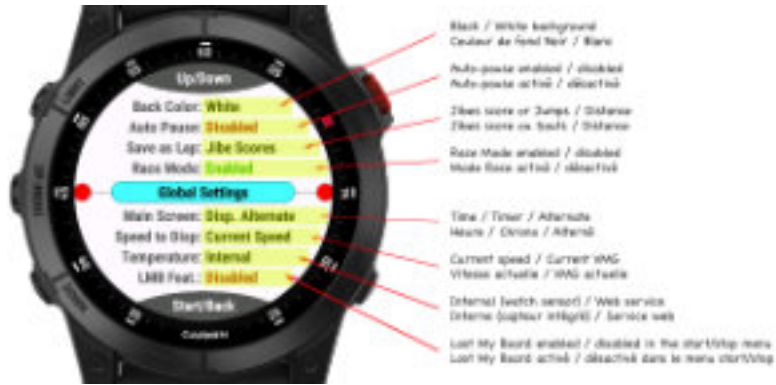 Up/Down
Back Color: White
Auto Pause: Disabled
Save as Lap: Jibe Scores
Race Mode: Enabled
Global Settings
Main Screen: Disp. Alternate
Speed to Disp: Current Speed
Temperature: Internal
LMB Feat.: Disabled
Start/Back
Black / White background
Couleur de fond Noir / Blanc
Auto-pause enabled / disabled
Auto-pause activé / désactivé
Jibes score or Jumps / Distance
Jibes score ou Sauts / Distance
Race Mode enabled / disabled
Mode Race activé / désactivé
Time / Timer / Alternate
Heure / Chrono / Alterné
Current speed / Current VMG
Vitesse actuelle / VMG actuelle
Internal (watch sensor) / Web service
Interne (capteur intégré) / Service web
Lost My Board enabled / disabled in the start/stop menu
Lost My Board activé / désactivé dans le menu start/stop